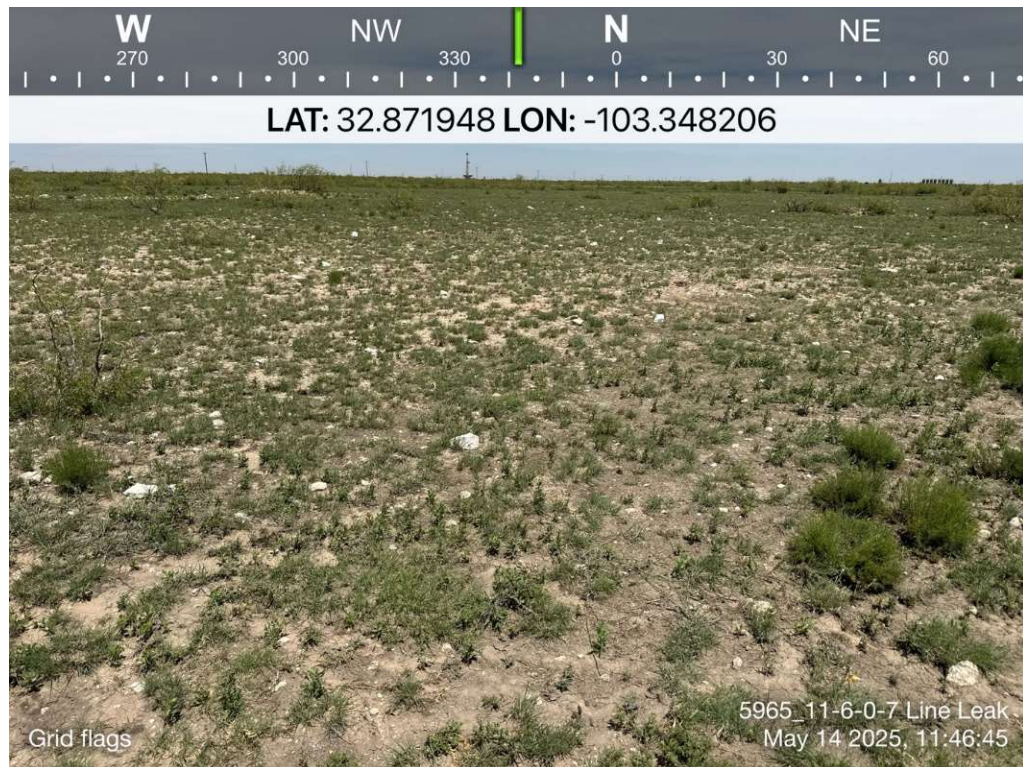 W NW N NE
270 300 330 0 30 60
LAT: 32.871948 LON: -103.348206
5965_11-6-0-7 Line Leak
Grid flags May 14 2025, 11:46:45